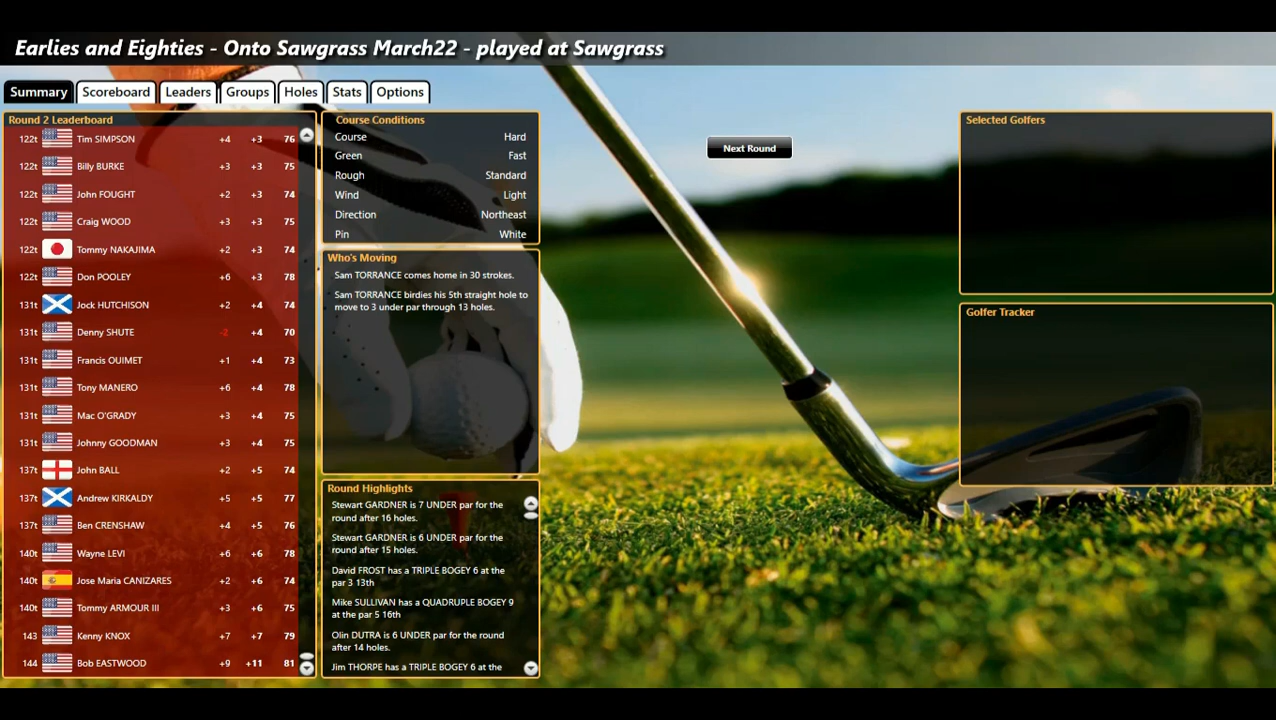 Earlies and Eighties - Onto Sawgrass March22 - played at Sawgrass
Summary Scoreboard Leaders Groups Holes Stats Options
Round 2 Leaderboard
122t Tim SIMPSON +4 +3 76
122t Billy BURKE +3 +3 75
122t John FOUGHT +2 +3 74
122t Craig WOOD +3 +3 75
122t Tommy NAKAJIMA +2 +3 74
122t Don POOLEY +6 +3 78
131t Jock HUTCHISON +2 +4 74
131t Denny SHUTE -2 +4 70
131t Francis OUIMET +1 +4 73
131t Tony MANERO +6 +4 78
131t Mac O'GRADY +3 +4 75
131t Johnny GOODMAN +3 +4 75
137t John BALL +2 +5 74
137t Andrew KIRKALDY +5 +5 77
137t Ben CRENSHAW +4 +5 76
140t Wayne LEVI +6 +6 78
140t Jose Maria CANIZARES +2 +6 74
140t Tommy ARMOUR III +3 +6 75
143 Kenny KNOX +7 +7 79
144 Bob EASTWOOD +9 +11 81
Course Conditions
Course Hard
Green Fast
Rough Standard
Wind Light
Direction Northeast
Pin White
Who's Moving
Sam TORRANCE comes home in 30 strokes.
Sam TORRANCE birdies his 5th straight hole to
move to 3 under par through 13 holes.
Round Highlights
Stewart GARDNER is 7 UNDER par for the
round after 16 holes.
Stewart GARDNER is 6 UNDER par for the
round after 15 holes.
David FROST has a TRIPLE BOGEY 6 at the
par 3 13th
Mike SULLIVAN has a QUADRUPLE BOGEY 9
at the par 5 16th
Olin DUTRA is 6 UNDER par for the round
after 14 holes.
Jim THORPE has a TRIPLE BOGEY 6 at the
Next Round
Selected Golfers
Golfer Tracker